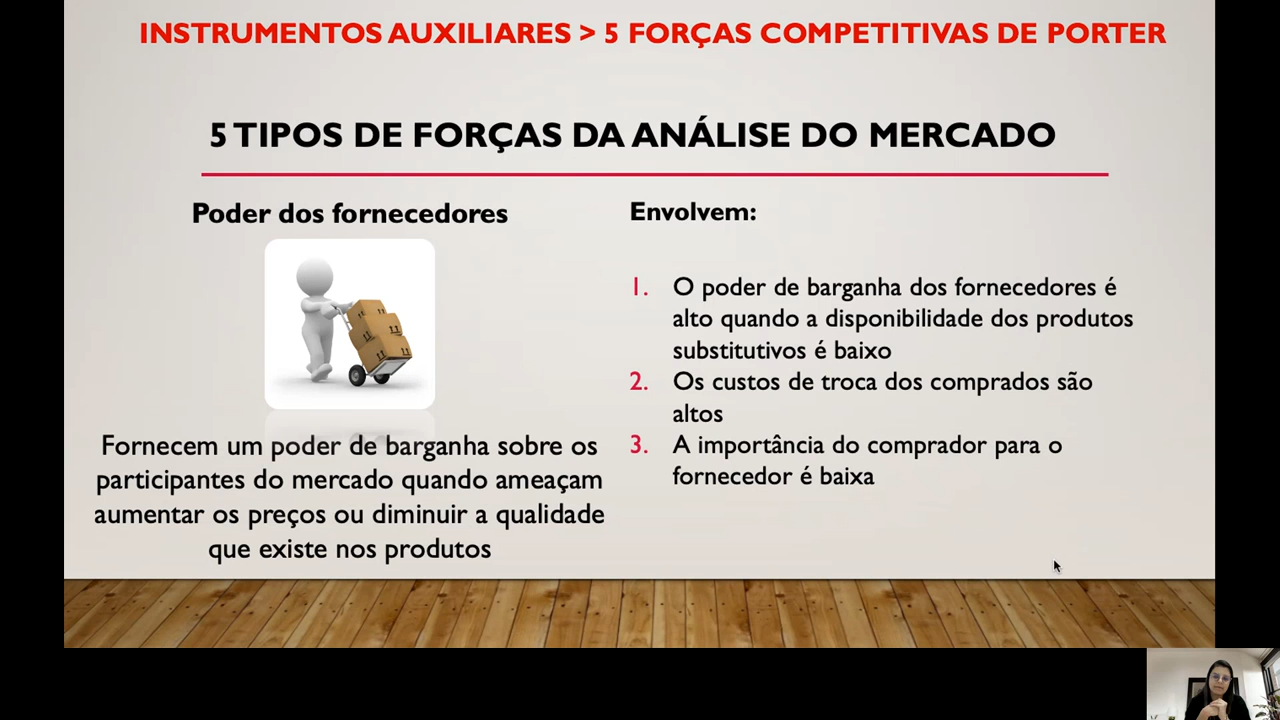 INSTRUMENTOS AUXILIARES > 5 FORÇAS COMPETITIVAS DE PORTER
5 TIPOS DE FORÇAS DA ANÁLISE DO MERCADO
Poder dos fornecedores
Fornecem um poder de barganha sobre os
participantes do mercado quando ameaçam
aumentar os preços ou diminuir a qualidade
que existe nos produtos
Envolvem:
1. O poder de barganha dos fornecedores é
alto quando a disponibilidade dos produtos
substitutivos é baixo
2. Os custos de troca dos comprados são
altos
3. A importância do comprador para o
fornecedor é baixa